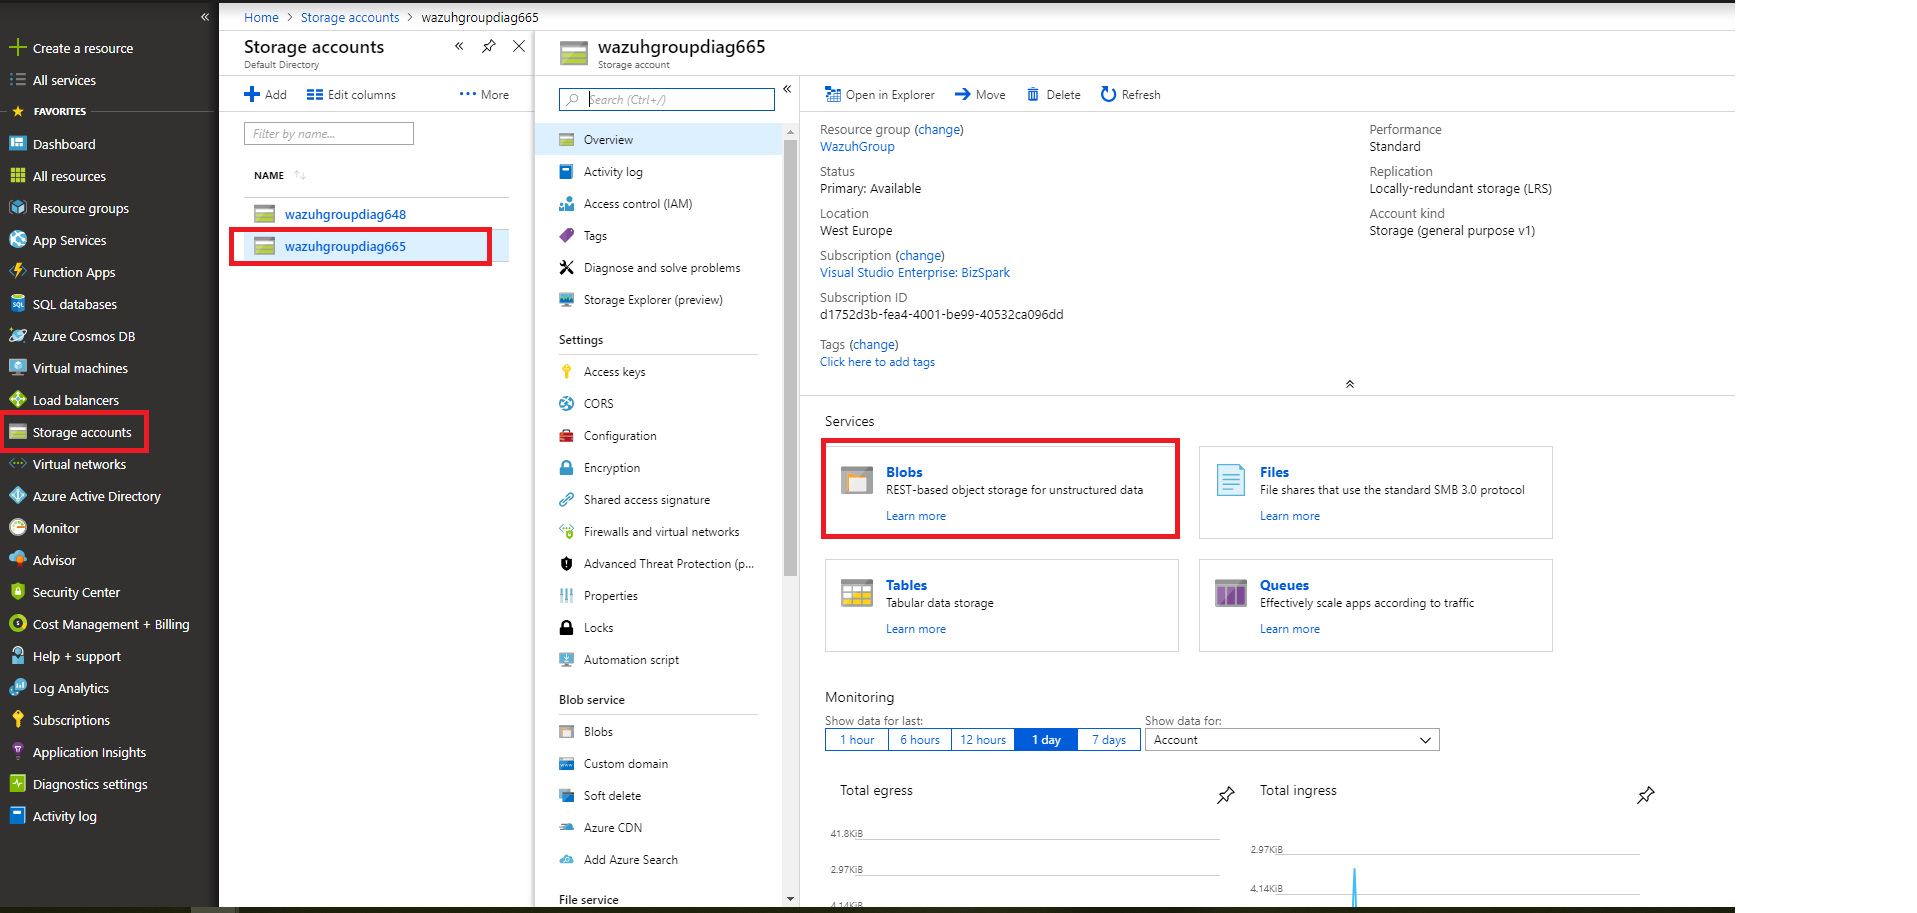 «
Create a resource
All services
FAVORITES
Dashboard
All resources
Resource groups
App Services
Function Apps
SQL databases
Azure Cosmos DB
Virtual machines
Load balancers
Storage accounts
Virtual networks
Azure Active Directory
Monitor
Advisor
Security Center
Cost Management + Billing
Help + support
Log Analytics
Subscriptions
Application Insights
Diagnostics settings
Activity log
Home > Storage accounts > wazuhgroupdiag665
Storage accounts
Default Directory
Add Edit columns ··· More
Filter by name...
NAME
wazuhgroupdiag648
wazuhgroupdiag665
wazuhgroupdiag665
Storage account
Search (Ctrl+/)
Overview
Activity log
Access control (IAM)
Tags
Diagnose and solve problems
Storage Explorer (preview)
Settings
Access keys
CORS
Configuration
Encryption
Shared access signature
Firewalls and virtual networks
Advanced Threat Protection (p...
Properties
Locks
Automation script
Blob service
Blobs
Custom domain
Soft delete
Azure CDN
Add Azure Search
File service
Open in Explorer Move Delete Refresh
Resource group (change)
WazuhGroup
Status
Primary: Available
Location
West Europe
Subscription (change)
Visual Studio Enterprise: BizSpark
Subscription ID
d1752d3b-fea4-4001-be99-40532ca096dd
Tags (change)
Click here to add tags
Performance
Standard
Replication
Locally-redundant storage (LRS)
Account kind
Storage (general purpose v1)
Services
Blobs
REST-based object storage for unstructured data
Learn more
Files
File shares that use the standard SMB 3.0 protocol
Learn more
Tables
Tabular data storage
Learn more
Queues
Effectively scale apps according to traffic
Learn more
Monitoring
Show data for last:
1 hour 6 hours 12 hours 1 day 7 days
Show data for:
Account
Total egress
41.8KiB
2.97KiB
4.14KiB
Total ingress
2.97KiB
4.14KiB